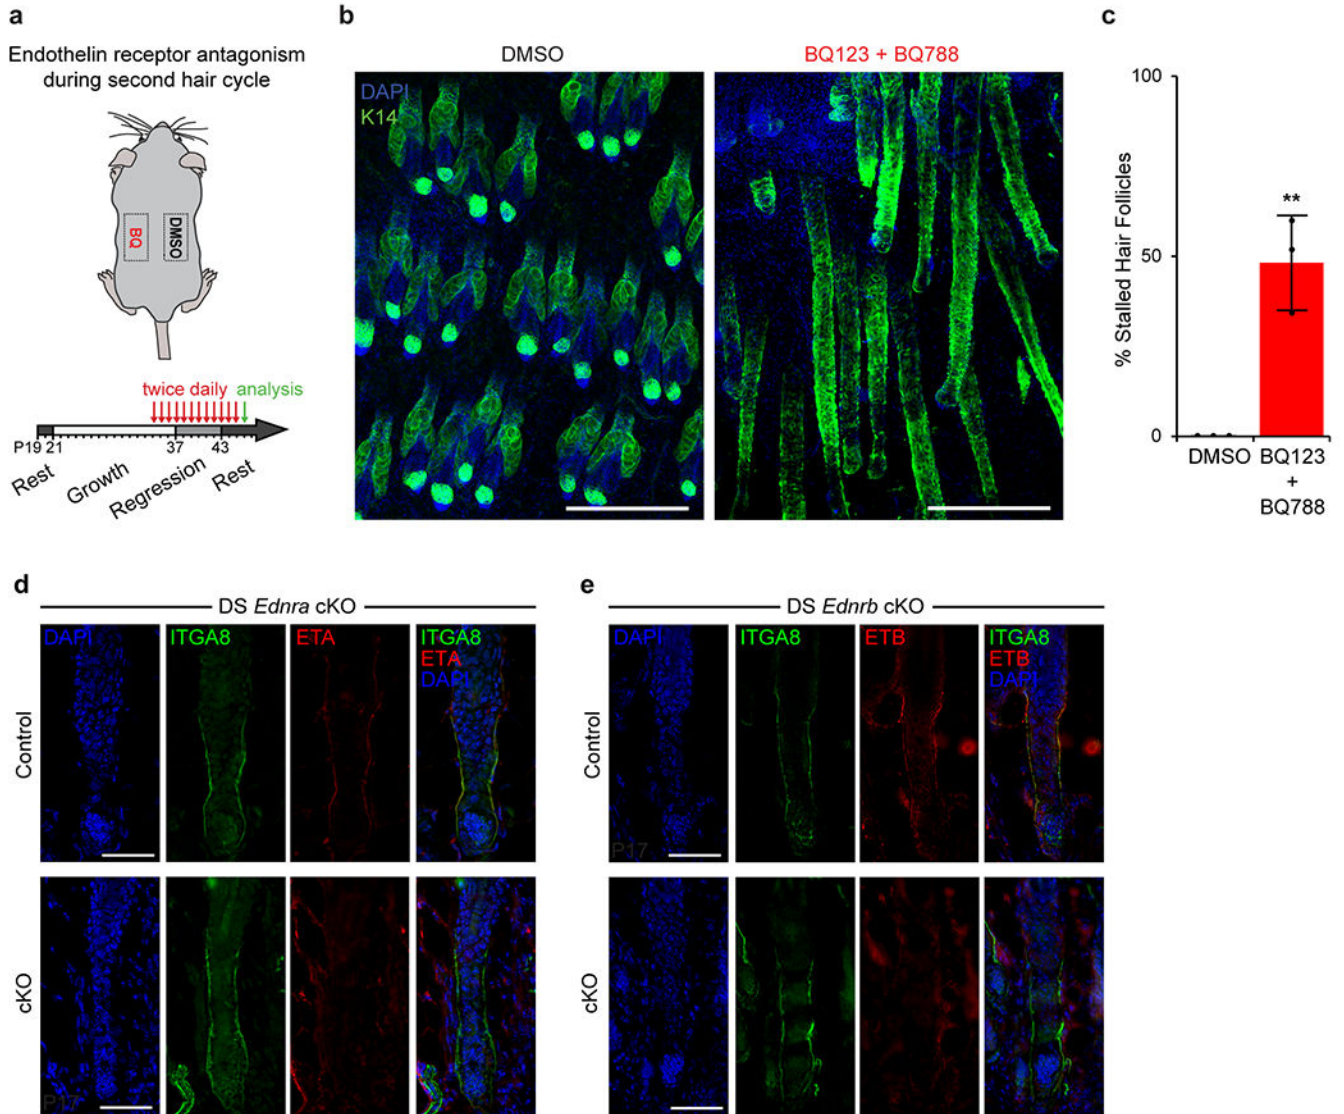 a
Endothelin receptor antagonism
during second hair cycle
BQ
DMSO
twice daily
analysis
P19 21 37 43
Rest
Growth
Regression
Rest
b
DMSO
BQ123 + BQ788
DAPI
K14
c
% Stalled Hair Follicles
100
50
0
**
DMSO
BQ123
+
BQ788
d
DS Ednra cKO
DAPI
ITGA8
ETA
ITGA8
ETA
DAPI
Control
cKO
P17
e
DS Ednrb cKO
DAPI
ITGA8
ETB
ITGA8
ETB
DAPI
Control
P17
cKO